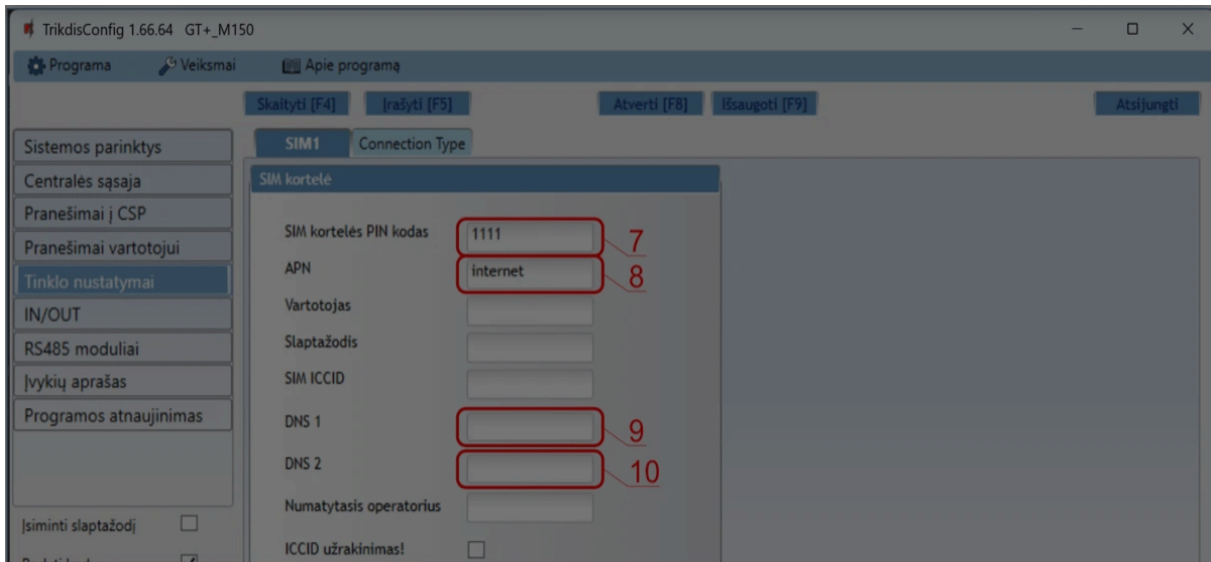 TrikdisConfig 1.66.64 GT+_M150
Programa Veiksmai Apie programą
Skaityti [F4] Įrašyti [F5] Atverti [F8] Išsaugoti [F9] Atsijungti
Sistemos parinktys
Centralės sąsaja
Pranešimai į CSP
Pranešimai vartotojui
Tinklo nustatymai
IN/OUT
RS485 moduliai
Įvykių aprašas
Programos atnaujinimas
Įsiminti slaptažodį
SIM1 Connection Type
SIM kortelė
SIM kortelės PIN kodas 1111 7
APN internet 8
Vartotojas
Slaptažodis
SIM ICCID
DNS 1 9
DNS 2 10
Numatytasis operatorius
ICCID užrakinimas!